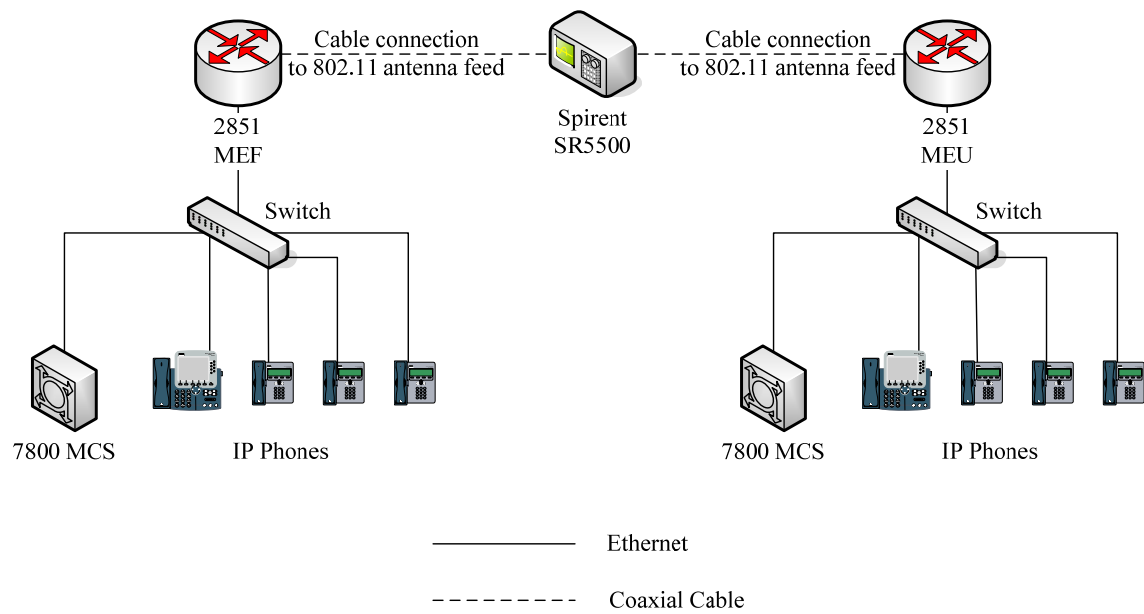 Cable connection
to 802.11 antenna feed
Cable connection
to 802.11 antenna feed
Spirent
SR5500
2851
MEF
2851
MEU
Switch
Switch
7800 MCS
IP Phones
7800 MCS
IP Phones
Ethernet
Coaxial Cable